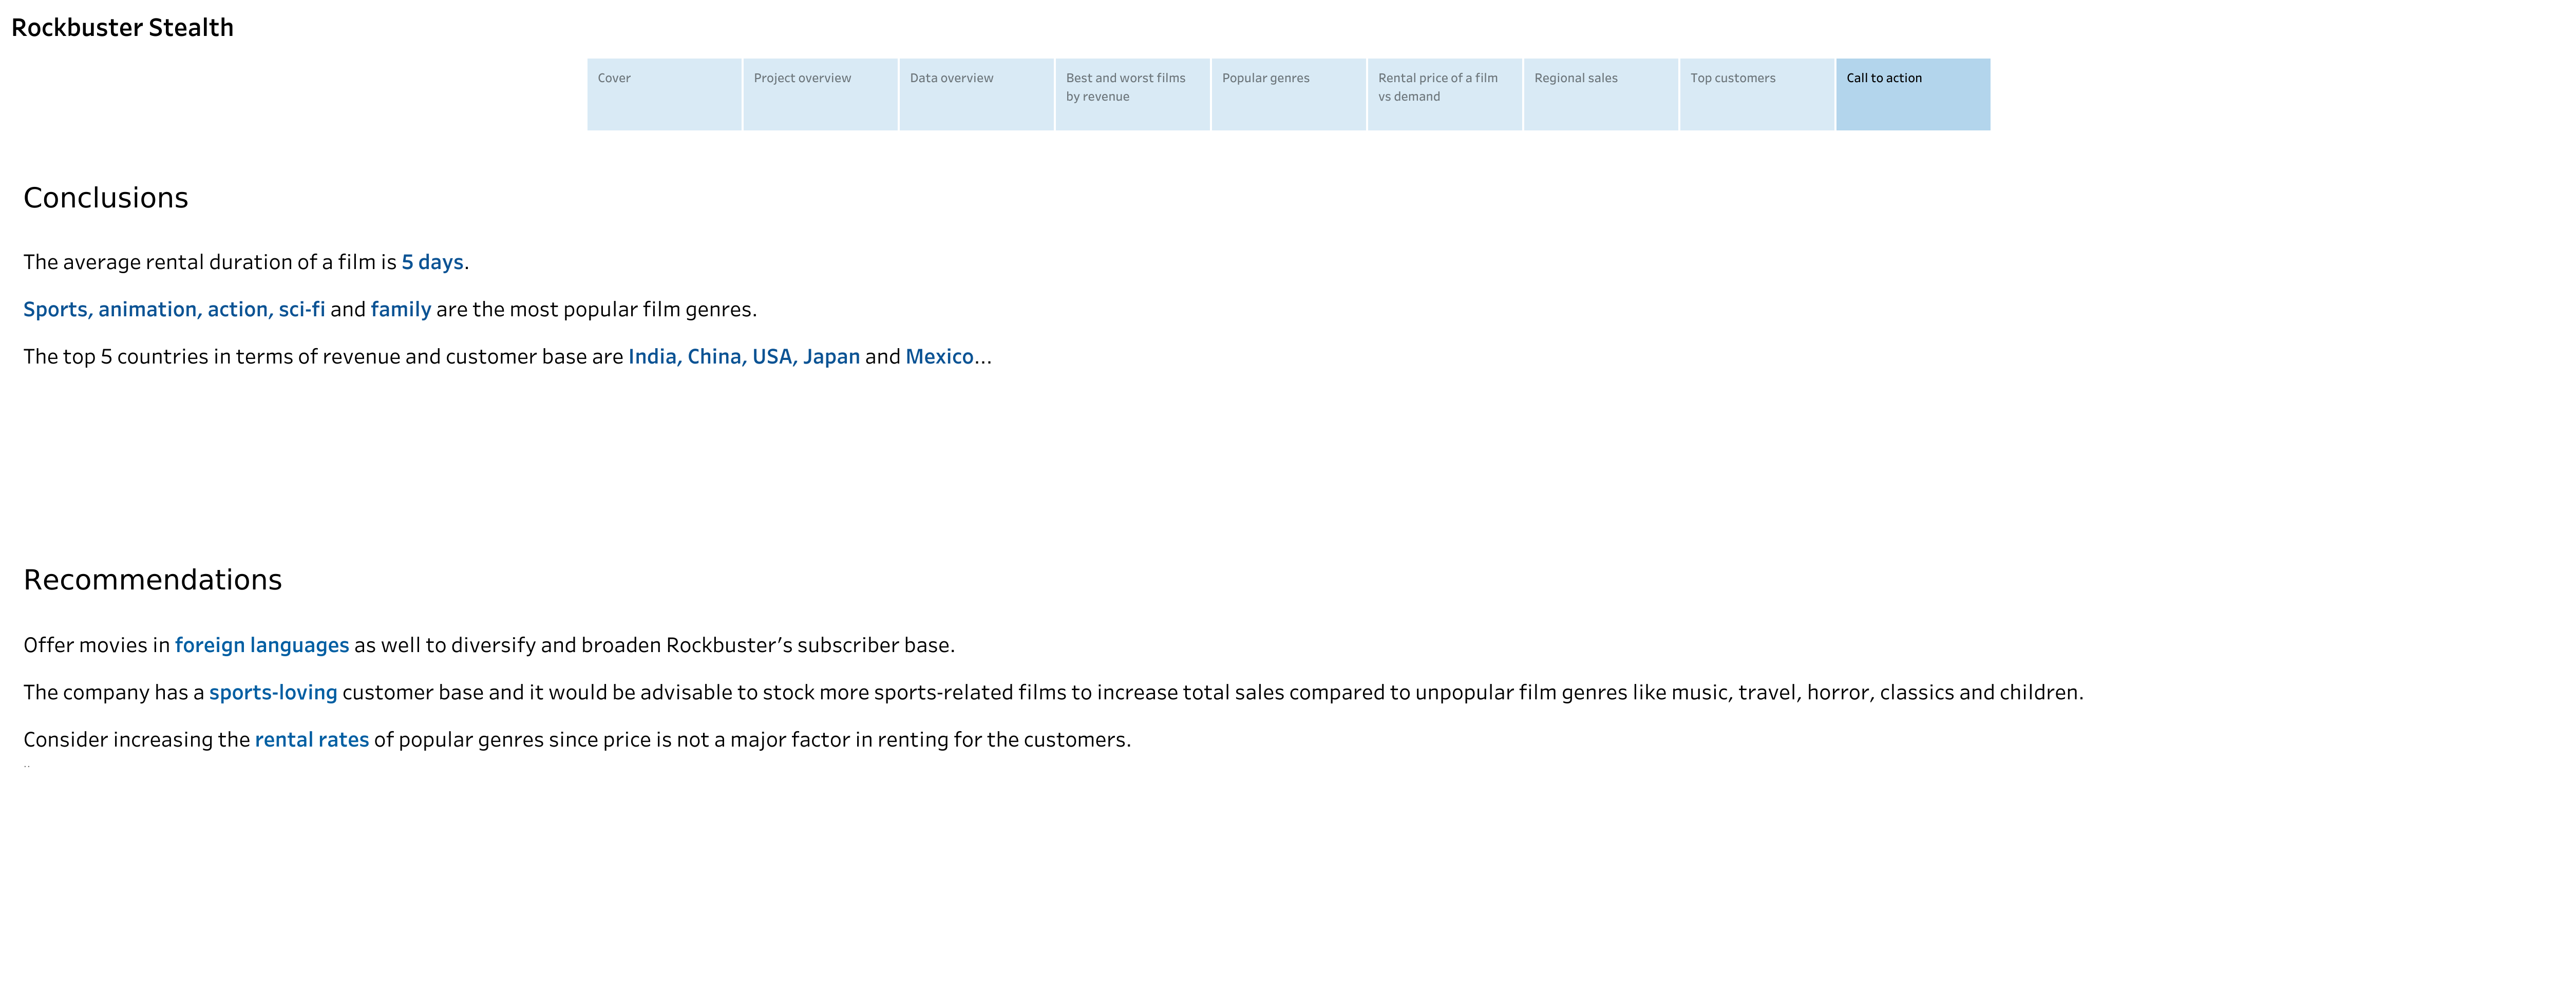 Rockbuster Stealth
Cover
Project overview
Data overview
Best and worst films
by revenue
Popular genres
Rental price of a film
vs demand
Regional sales
Top customers
Call to action
Conclusions
The average rental duration of a film is 5 days.
Sports, animation, action, sci-fi and family are the most popular film genres.
The top 5 countries in terms of revenue and customer base are India, China, USA, Japan and Mexico...
Recommendations
Offer movies in foreign languages as well to diversify and broaden Rockbuster’s subscriber base.
The company has a sports-loving customer base and it would be advisable to stock more sports-related films to increase total sales compared to unpopular film genres like music, travel, horror, classics and children.
Consider increasing the rental rates of popular genres since price is not a major factor in renting for the customers.